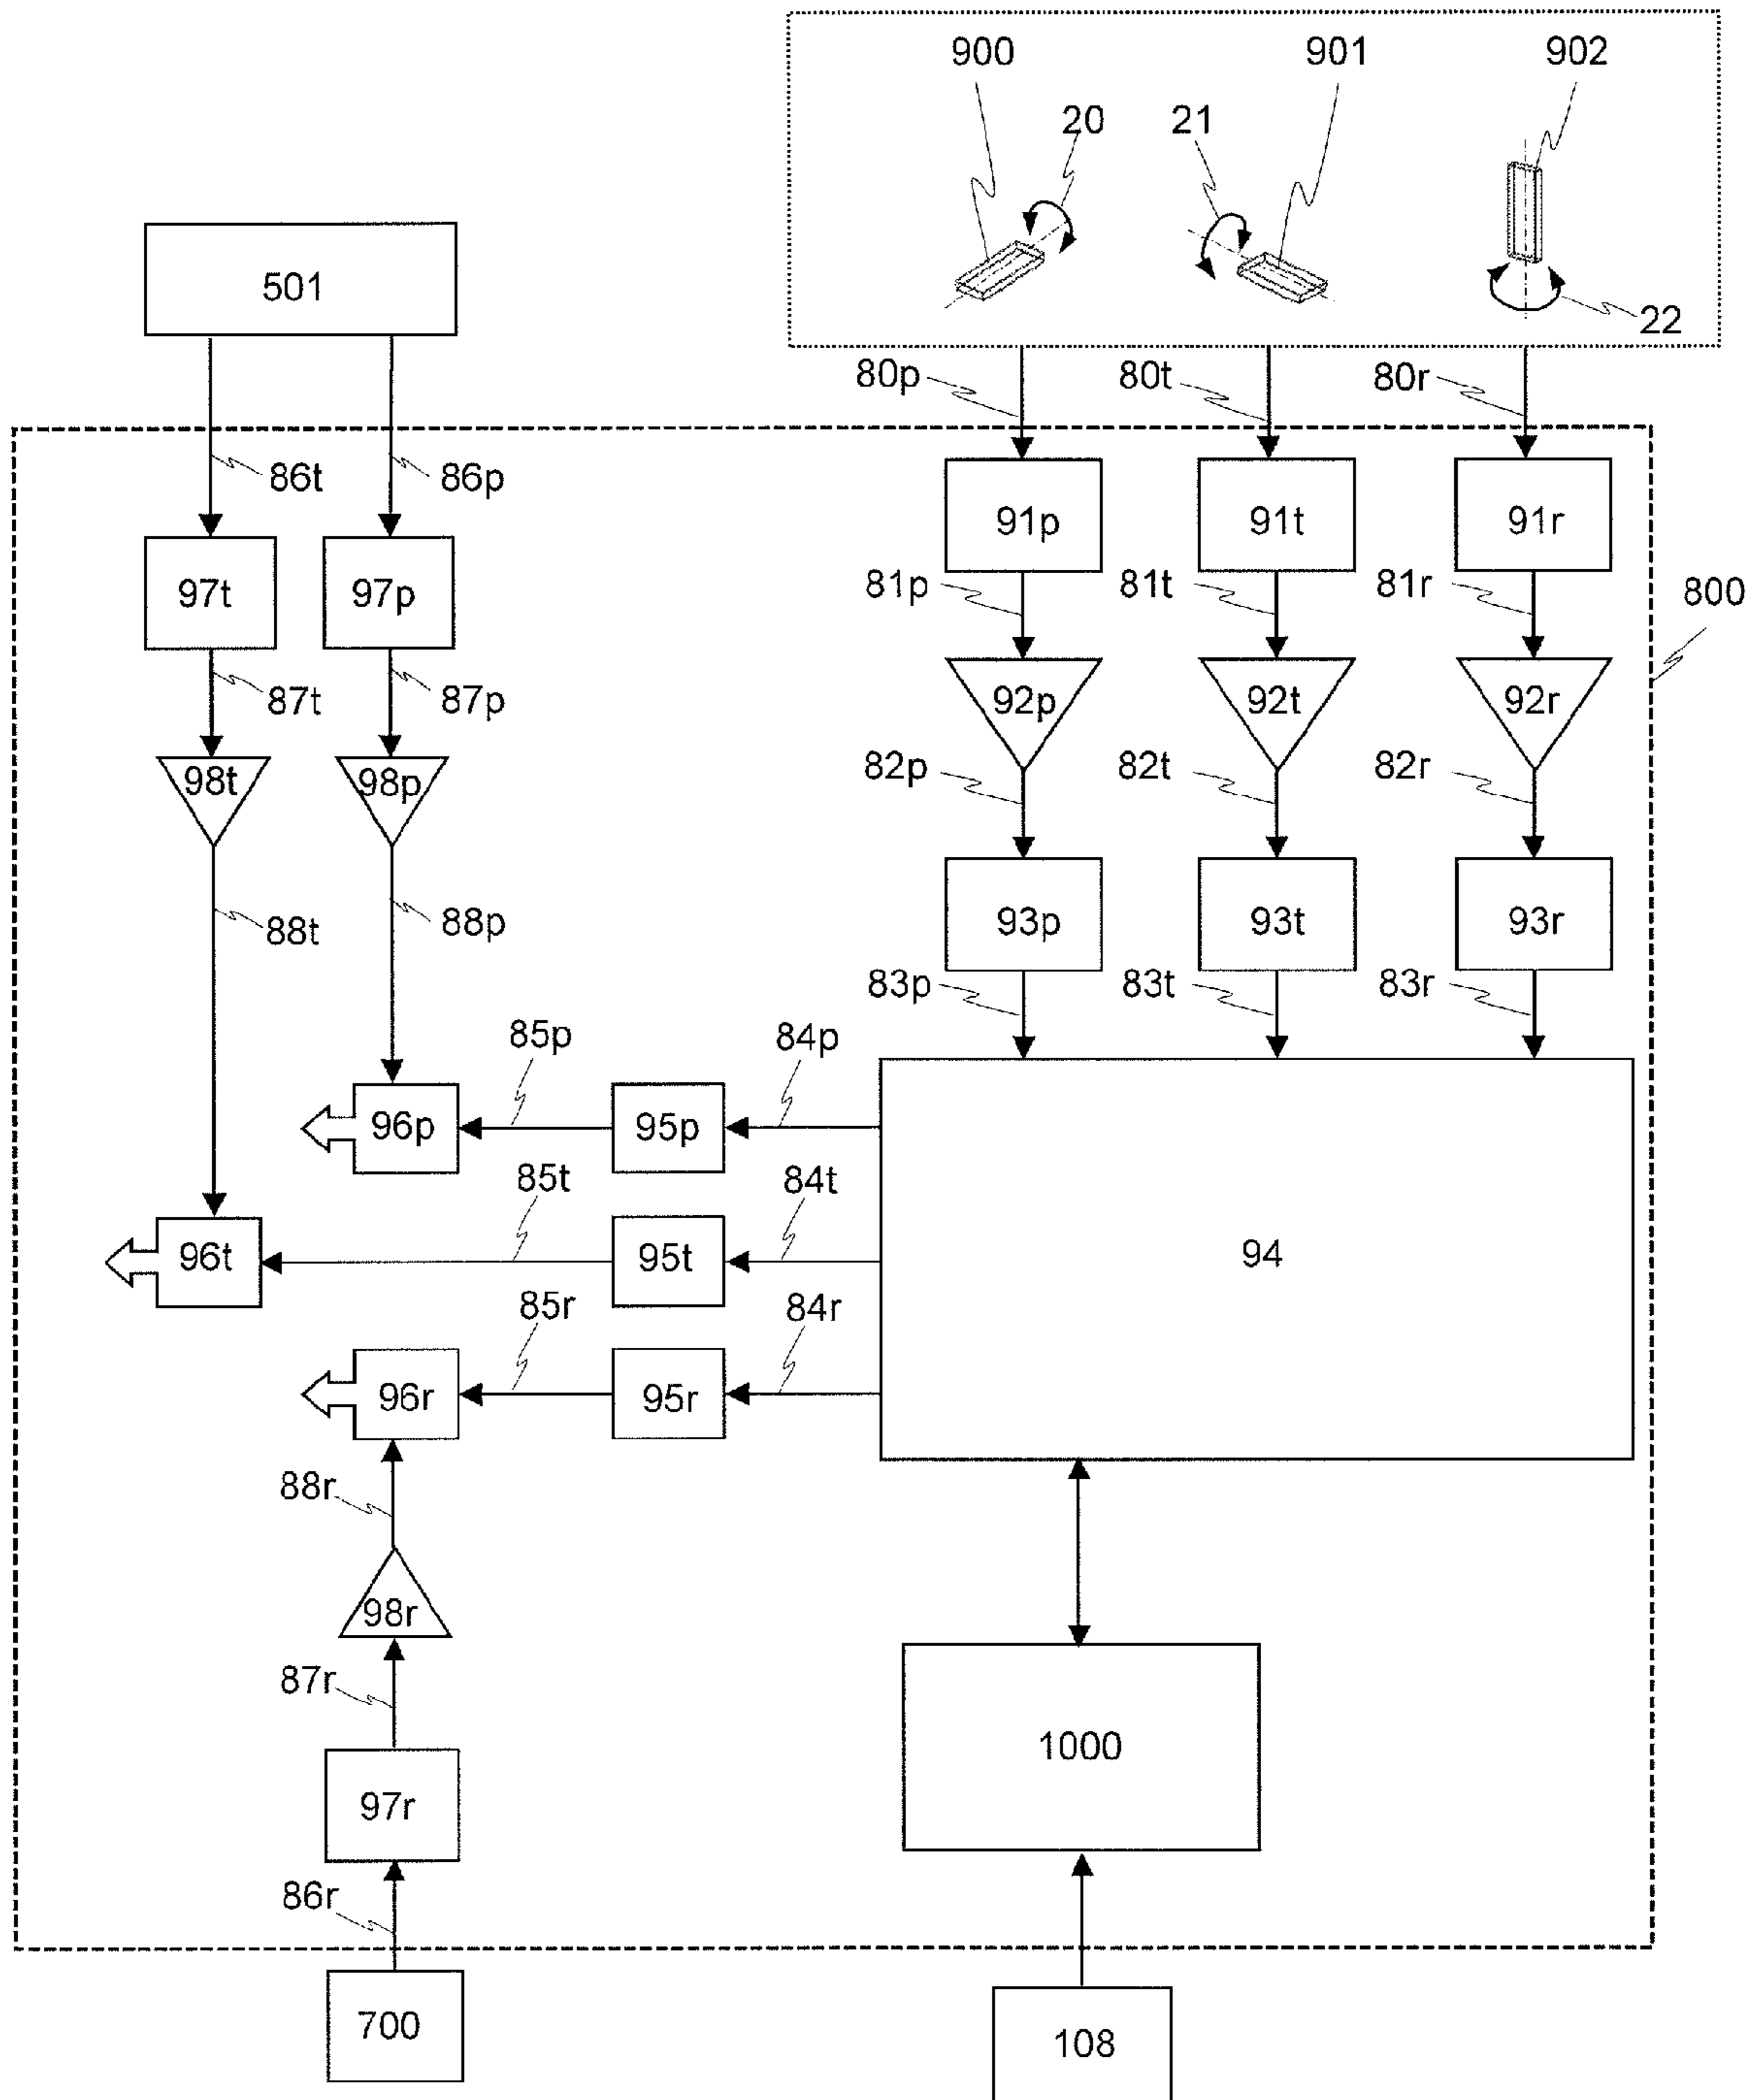 900 901 902
20 21
22
501
80p 80t 80r
86t 86p
91p 91t 91r
97t 97p
81p 81t 81r
800
87t 87p
92p 92t 92r
98t 98p
82p 82t 82r
88t 88p
93p 93t 93r
83p 83t 83r
85p 84p
96p 95p
85t 84t
96t 95t 94
85r 84r
96r 95r
88r
98r
87r
1000
97r
86r
700 108